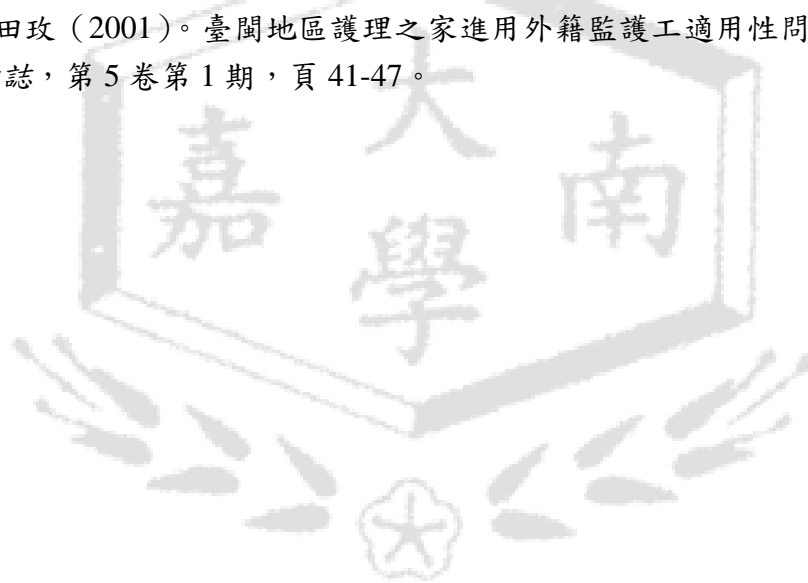 田玫（2001）。臺閩地區護理之家進用外籍監護工適用性問
誌，第 5 卷第 1 期，頁 41-47。
大
嘉 南
學